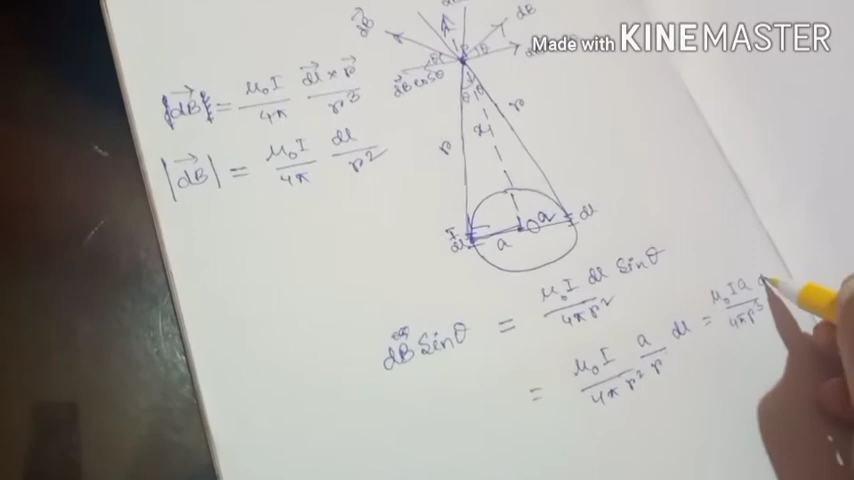 Made with KINEMASTER
dB
dB
dB cosθ
θ θ
r r
x
I
dl a O a dl
{dB⃗} = μ₀I/4π dl⃗ × r⃗/r³
|dB⃗| = μ₀I/4π dl/r²
dB Sinθ = μ₀I/4πr² dl Sinθ
= μ₀I/4πr² a/r dl = μ₀Ia/4πr³